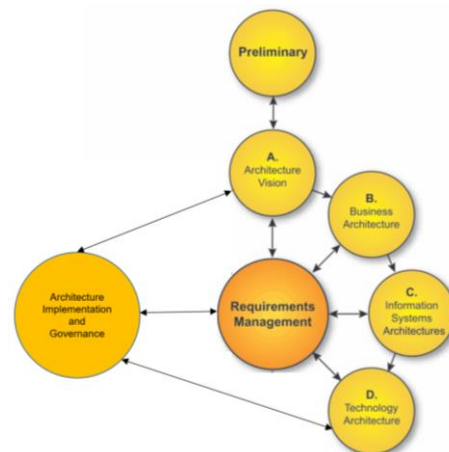 Preliminary
A.
Architecture
Vision
B.
Business
Architecture
Architecture
Implementation
and
Governance
Requirements
Management
C.
Information
Systems
Architectures
D.
Technology
Architecture